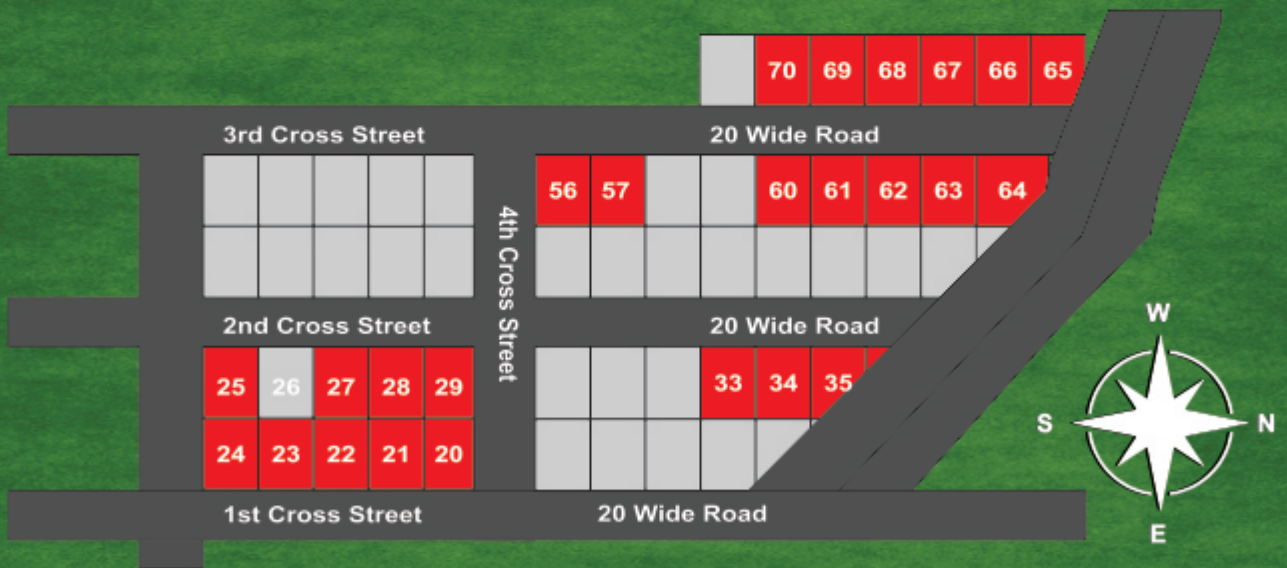 70 69 68 67 66 65
3rd Cross Street 20 Wide Road
56 57 60 61 62 63 64
4th Cross Street
2nd Cross Street 20 Wide Road
25 26 27 28 29 33 34 35
24 23 22 21 20
1st Cross Street 20 Wide Road
W
S N
E